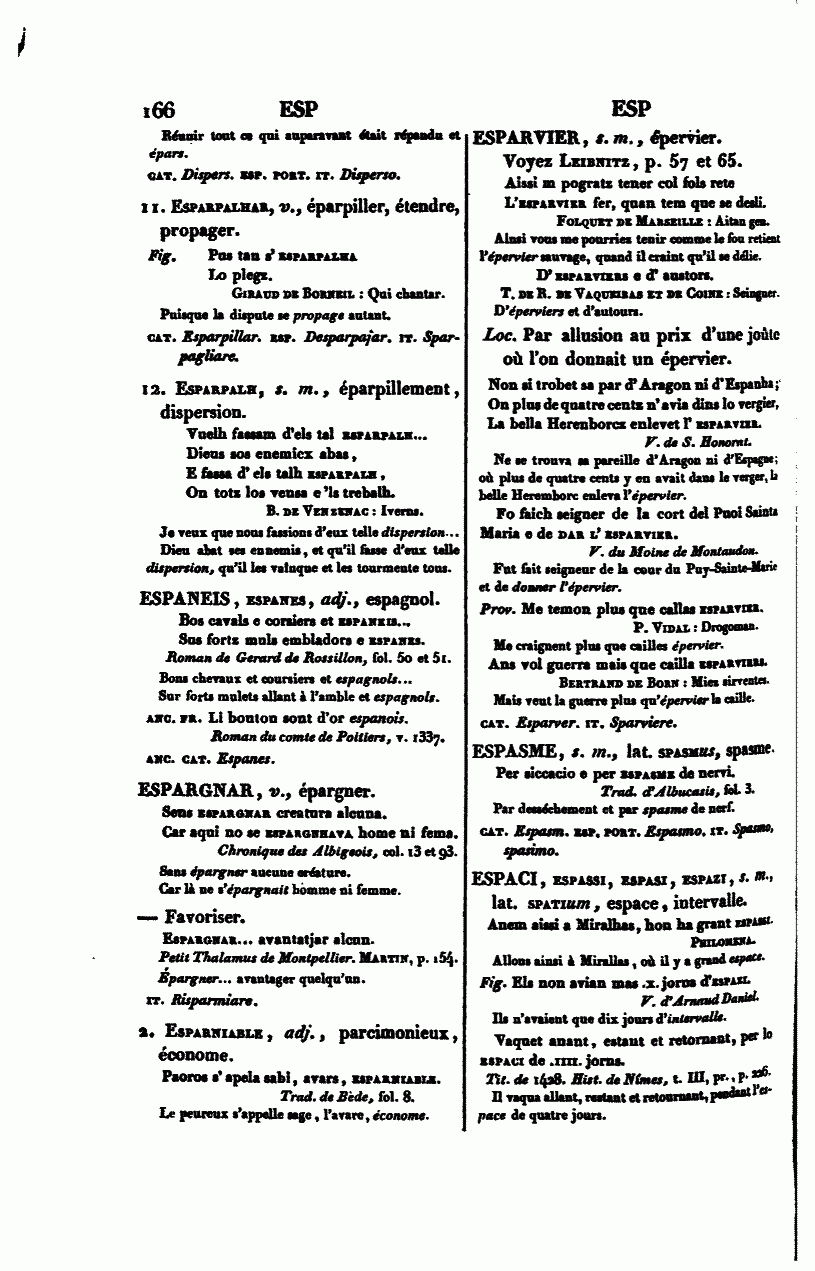 166 ESP ESP
Réunir tout ce qui auparavant était répandu et
épars.
CAT. Dispers. ESP. PORT. IT. Disperso.
11. ESPARPALHAR, v., éparpiller, étendre,
propager.
Fig. Pus tan s'ESPARPALHA
Lo plegz.
GIRAUD DE BORNEIL : Qui chantar.
Puisque la dispute se propage autant.
CAT. Esparpillar. ESP. Desparpajar. IT. Spar-
pagliare.
12. ESPARPALH, s. m., éparpillement,
dispersion.
Vuelh fassam d'els tal ESPARPALH...
Dieus sos enemicx abas,
E fassa d'els talh ESPARPALH,
On totz los vensa e'ls trebalh.
B. DE VENZENAC : Iverns.
Je veux que nous fassions d'eux telle dispersion...
Dieu abat ses ennemis, et qu'il fasse d'eux telle
dispersion, qu'il les vainque et les tourmente tous.
ESPANEIS, ESPANES, adj., espagnol.
Bos cavals e corsiers et ESPANEIS...
Sus fortz muls embladors e ESPANES.
Roman de Gerard de Rossillon, fol. 50 et 51.
Bons chevaux et coursiers et espagnols...
Sur forts mulets allant à l'amble et espagnols.
ANC. FR. Li bouton sont d'or espanois.
Roman du comte de Poitiers, v. 1337.
ANC. CAT. Espanes.
ESPARGNAR, v., épargner.
Sens ESPARGNAR creatura alcuna.
Car aqui no se ESPARGNHAVA home ni fema.
Chronique des Albigeois, col. 13 et 93.
Sans épargner aucune créature.
Car là ne s'épargnait homme ni femme.
— Favoriser.
ESPARGNAR... avantatjar alcun.
Petit Thalamus de Montpellier. MARTIN, p. 154.
Épargner... avantager quelqu'un.
IT. Risparmiare.
2. ESPARNIABLE, adj., parcimonieux,
économe.
Paoros s'apela sabi, avars, ESPARNIABLE.
Trad. de Bède, fol. 8.
Le peureux s'appelle sage, l'avare, économe.
ESPARVIER, s. m., épervier.
Voyez LEIBNITZ, p. 57 et 65.
Aissi m pogratz tener col fols rete
L'ESPARVIER fer, quan tem que se desli.
FOLQUET DE MARSEILLE : Aitan gen.
Ainsi vous me pourriez tenir comme le fou retient
l'épervier sauvage, quand il craint qu'il se délie.
D'ESPARVIERS e d'austors.
T. DE R. DE VAQUEIRAS ET DE COINE : Seingner.
D'éperviers et d'autours.
Loc. Par allusion au prix d'une joûte
où l'on donnait un épervier.
Non si trobet sa par d'Aragon ni d'Espanha;
On plus de quatre cents n'avia dins lo vergier,
La bella Herenborcx enlevet l'ESPARVIER.
V. de S. Honorat.
Ne se trouva sa pareille d'Aragon ni d'Espagne;
où plus de quatre cents y en avait dans le verger, la
belle Heremborc enleva l'épervier.
Fo faich seigner de la cort del Puoi Sainta
Maria e de DAR L'ESPARVIER.
V. du Moine de Montaudon.
Fut fait seigneur de la cour du Puy-Sainte-Marie
et de donner l'épervier.
Prov. Me temon plus que callas ESPARVIER.
P. VIDAL : Drogoman.
Me craignent plus que cailles épervier.
Ans vol guerra mais que cailla ESPARVIERS.
BERTRAND DE BORN : Miez sirventes.
Mais veut la guerre plus qu'épervier la caille.
CAT. Esparver. IT. Sparviere.
ESPASME, s. m., lat. SPASMUS, spasme.
Per siccacio e per ESPASME de nervi.
Trad. d'Albucasis, fol. 3.
Par desséchement et par spasme de nerf.
CAT. Espasm. ESP. PORT. Espasmo. IT. Spasmo,
spasimo.
ESPACI, ESPASSI, ESPASI, ESPAZI, s. m.,
lat. SPATIUM, espace, intervalle.
Anem aissi a Miralhas, hon ha grant ESPASSI.
PHILOMENA.
Allons ainsi à Mirallas, où il y a grand espace.
Fig. Els non avian mas .x. jorns d'ESPAZI.
V. d'Arnaud Daniel.
Ils n'avaient que dix jours d'intervalle.
Vaquet anant, estant et retornant, per lo
ESPACI de .IIII. jorns.
Tit. de 1428. Hist. de Nîmes, t. III, pr., p. 226.
Il vaqua allant, restant et retournant, pendant l'es-
pace de quatre jours.